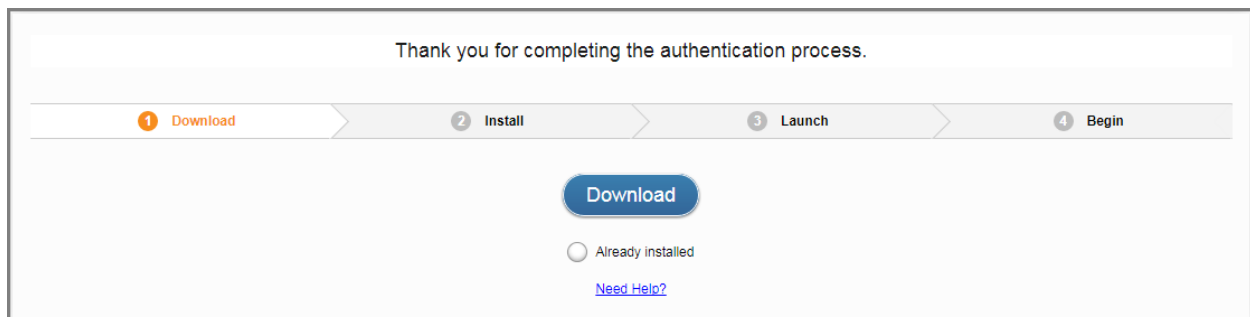 Thank you for completing the authentication process.
1 Download 2 Install 3 Launch 4 Begin
Download
Already installed
Need Help?